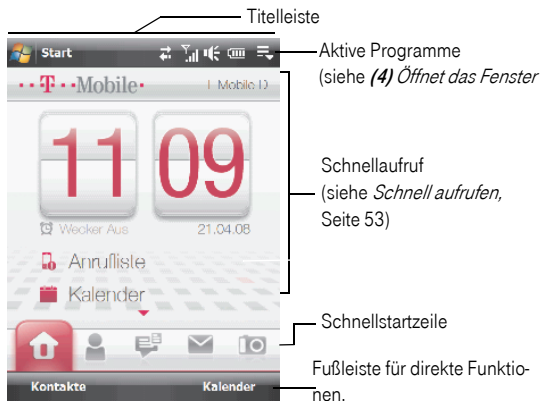 Titelleiste
Start
Aktive Programme
(siehe (4) Öffnet das Fenster
··T··Mobile·
T-Mobile D
11 09
Schnellaufruf
(siehe Schnell aufrufen,
Seite 53)
Wecker Aus
21.04.08
Anrufliste
Kalender
Schnellstartzeile
Fußleiste für direkte Funktio-
nen.
Kontakte
Kalender